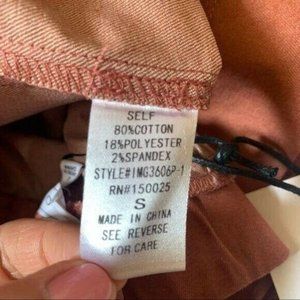 SELF
80%COTTON
18%POLYESTER
2%SPANDEX
STYLE#IMG3606P-1
RN#150025
S
MADE IN CHINA
SEE REVERSE
FOR CARE